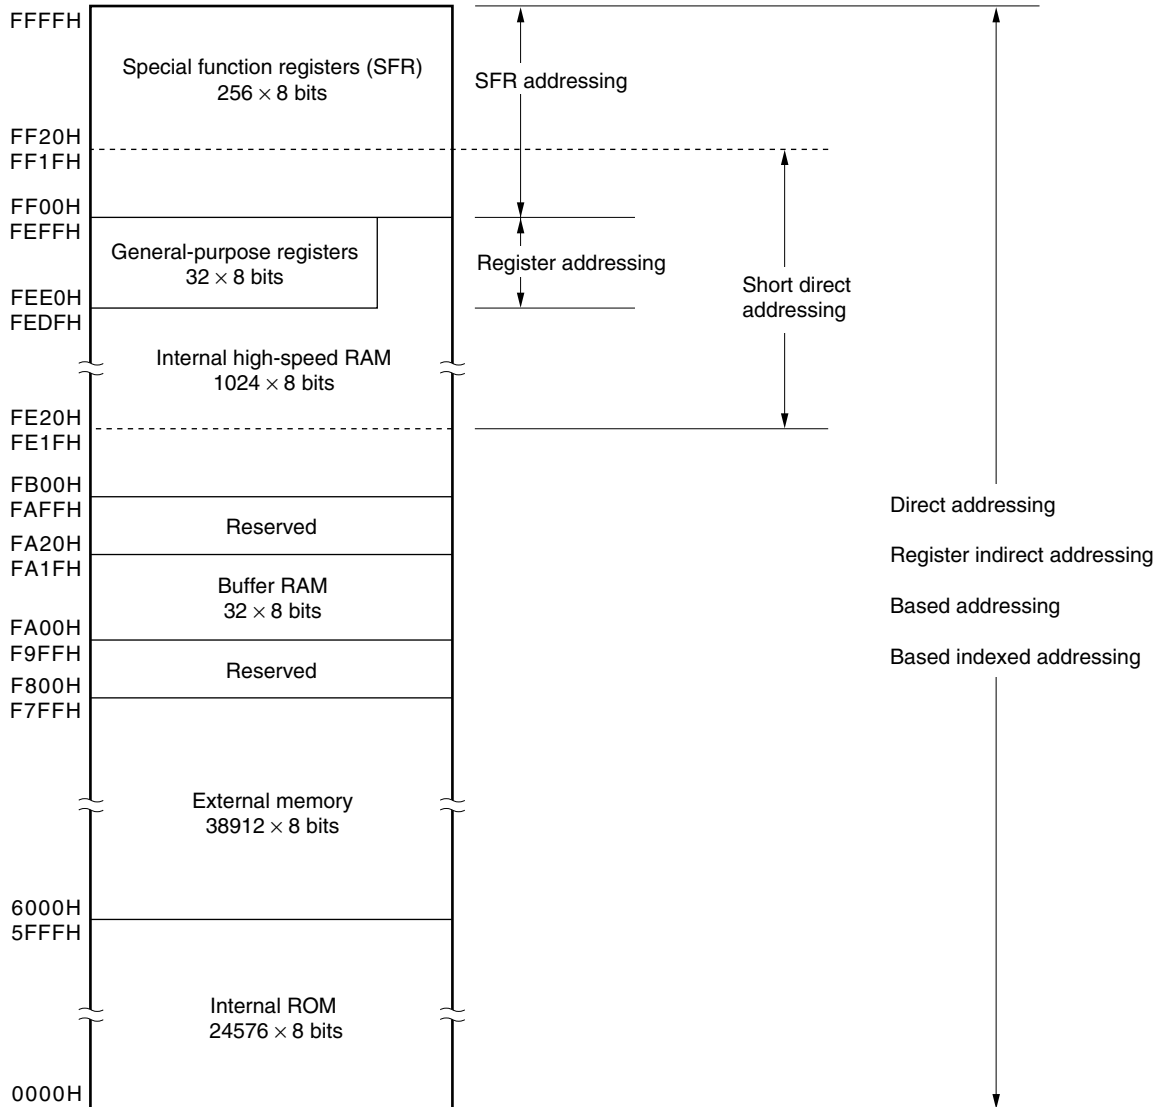 FFFFH
Special function registers (SFR)
256 × 8 bits
SFR addressing
FF20H
FF1FH
FF00H
FEFFH
General-purpose registers
32 × 8 bits
Register addressing
Short direct
addressing
FEE0H
FEDFH
Internal high-speed RAM
1024 × 8 bits
FE20H
FE1FH
FB00H
FAFFH
Reserved
FA20H
FA1FH
Buffer RAM
32 × 8 bits
FA00H
F9FFH
Reserved
F800H
F7FFH
Direct addressing
Register indirect addressing
Based addressing
Based indexed addressing
External memory
38912 × 8 bits
6000H
5FFFH
Internal ROM
24576 × 8 bits
0000H